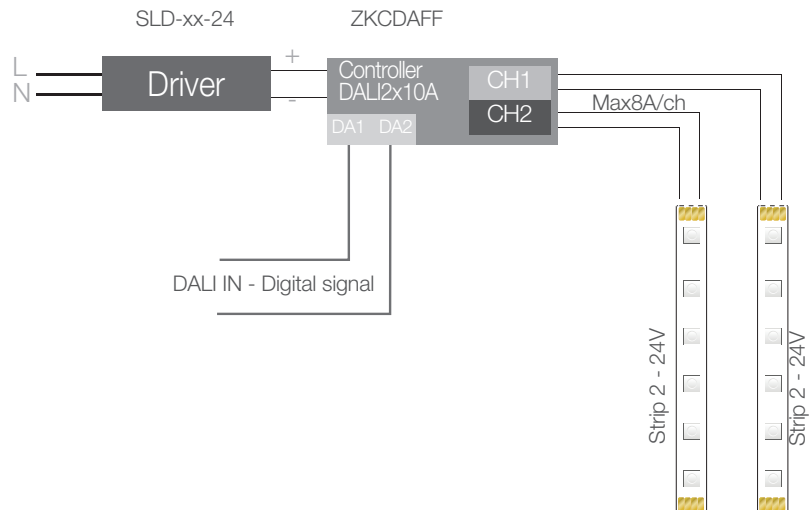 SLD-xx-24
ZKCDAFF
L
N
Driver
+
-
Controller
DALI2x10A
CH1
CH2
DA1 DA2
Max8A/ch
DALI IN - Digital signal
Strip 2 - 24V
Strip 2 - 24V